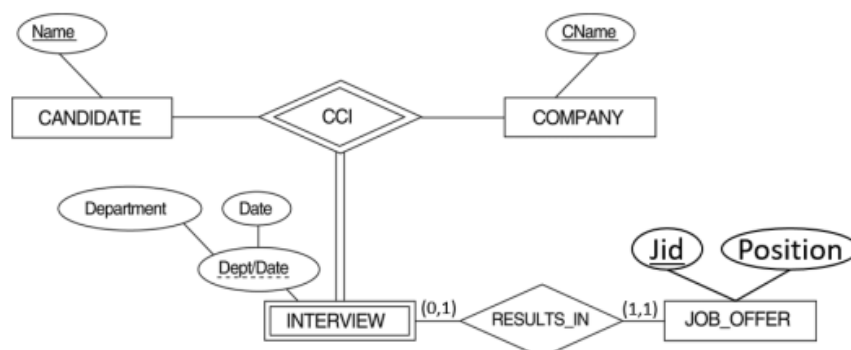 Name
CName
CANDIDATE
CCI
COMPANY
Department
Date
Jid
Position
Dept/Date
(0,1)
(1,1)
INTERVIEW
RESULTS_IN
JOB_OFFER